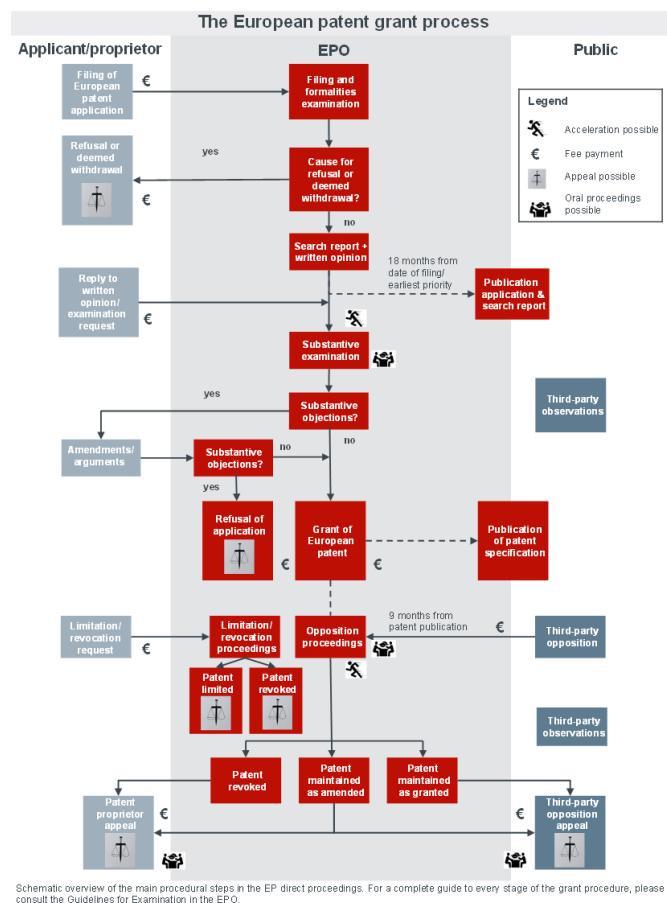 The European patent grant process
Applicant/proprietor
EPO
Public
Filing of
European
patent
application
€
Filing and
formalities
examination
Legend
Acceleration possible
€
Fee payment
Appeal possible
Oral proceedings
possible
Refusal or
deemed
withdrawal
yes
€
Cause for
refusal or
deemed
withdrawal?
no
Search report +
written opinion
18 months from
date of filing/
earliest priority
Publication
application &
search report
Reply to
written
opinion/
examination
request
€
Substantive
examination
Third-party
observations
yes
Substantive
objections?
no
Amendments/
arguments
Substantive
objections?
no
yes
Refusal of
application
€
Grant of
European
patent
€
Publication
of patent
specification
Limitation/
revocation
request
€
Limitation/
revocation
proceedings
Opposition
proceedings
9 months from
patent publication
€
Third-party
opposition
Patent
limited
Patent
revoked
Third-party
observations
Patent
revoked
Patent
maintained
as amended
Patent
maintained
as granted
Patent
proprietor
appeal
€
€
Third-party
opposition
appeal
Schematic overview of the main procedural steps in the EP direct proceedings. For a complete guide to every stage of the grant procedure, please
consult the Guidelines for Examination in the EPO.